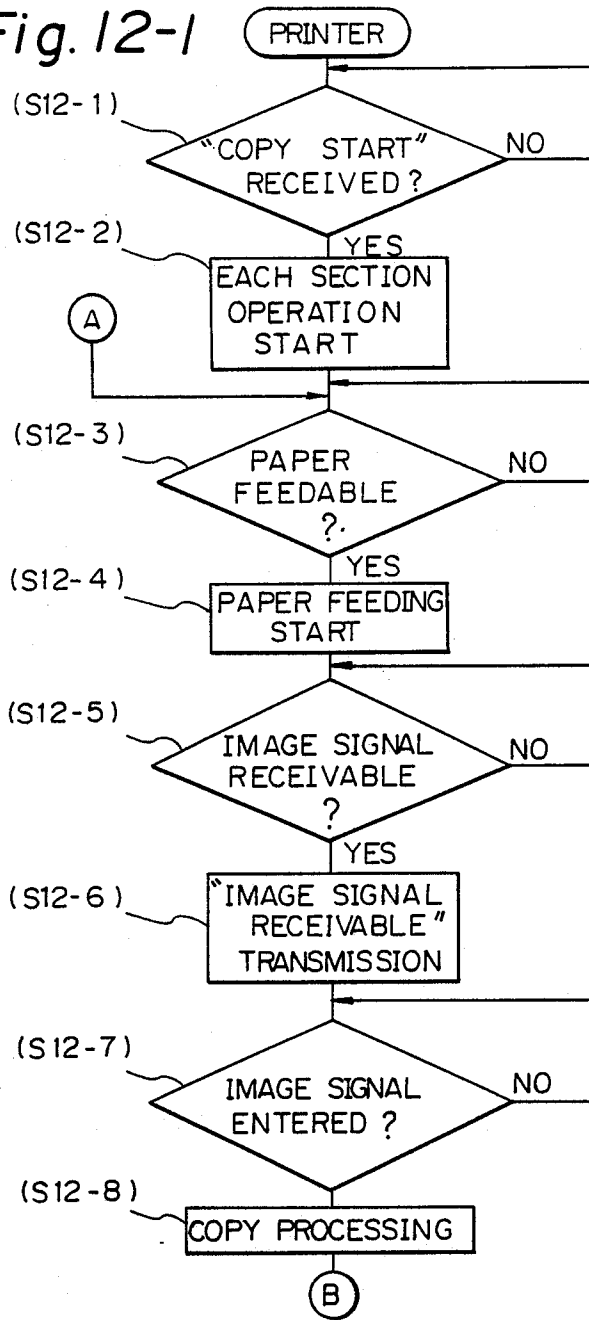 Fig. 12-1
PRINTER
(S12-1)
"COPY START"
RECEIVED?
NO
YES
(S12-2)
EACH SECTION
OPERATION
START
A
(S12-3)
PAPER
FEEDABLE
?
NO
YES
(S12-4)
PAPER FEEDING
START
(S12-5)
IMAGE SIGNAL
RECEIVABLE
?
NO
YES
(S12-6)
"IMAGE SIGNAL
RECEIVABLE"
TRANSMISSION
(S12-7)
IMAGE SIGNAL
ENTERED ?
NO
(S12-8)
COPY PROCESSING
B